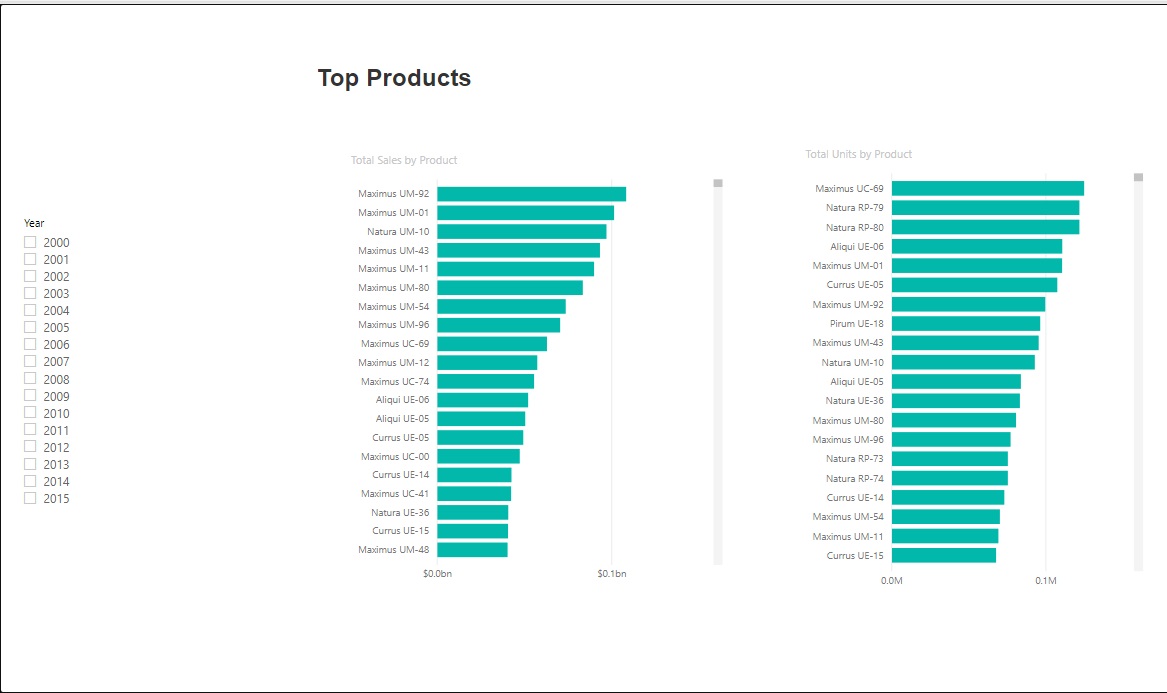 Top Products
Year
2000
2001
2002
2003
2004
2005
2006
2007
2008
2009
2010
2011
2012
2013
2014
2015
Total Sales by Product
Maximus UM-92
Maximus UM-01
Natura UM-10
Maximus UM-43
Maximus UM-11
Maximus UM-80
Maximus UM-54
Maximus UM-96
Maximus UC-69
Maximus UM-12
Maximus UC-74
Aliqui UE-06
Aliqui UE-05
Currus UE-05
Maximus UC-00
Currus UE-14
Maximus UC-41
Natura UE-36
Currus UE-15
Maximus UM-48
$0.0bn $0.1bn
Total Units by Product
Maximus UC-69
Natura RP-79
Natura RP-80
Aliqui UE-06
Maximus UM-01
Currus UE-05
Maximus UM-92
Pirum UE-18
Maximus UM-43
Natura UM-10
Aliqui UE-05
Natura UE-36
Maximus UM-80
Maximus UM-96
Natura RP-73
Natura RP-74
Currus UE-14
Maximus UM-54
Maximus UM-11
Currus UE-15
0.0M 0.1M